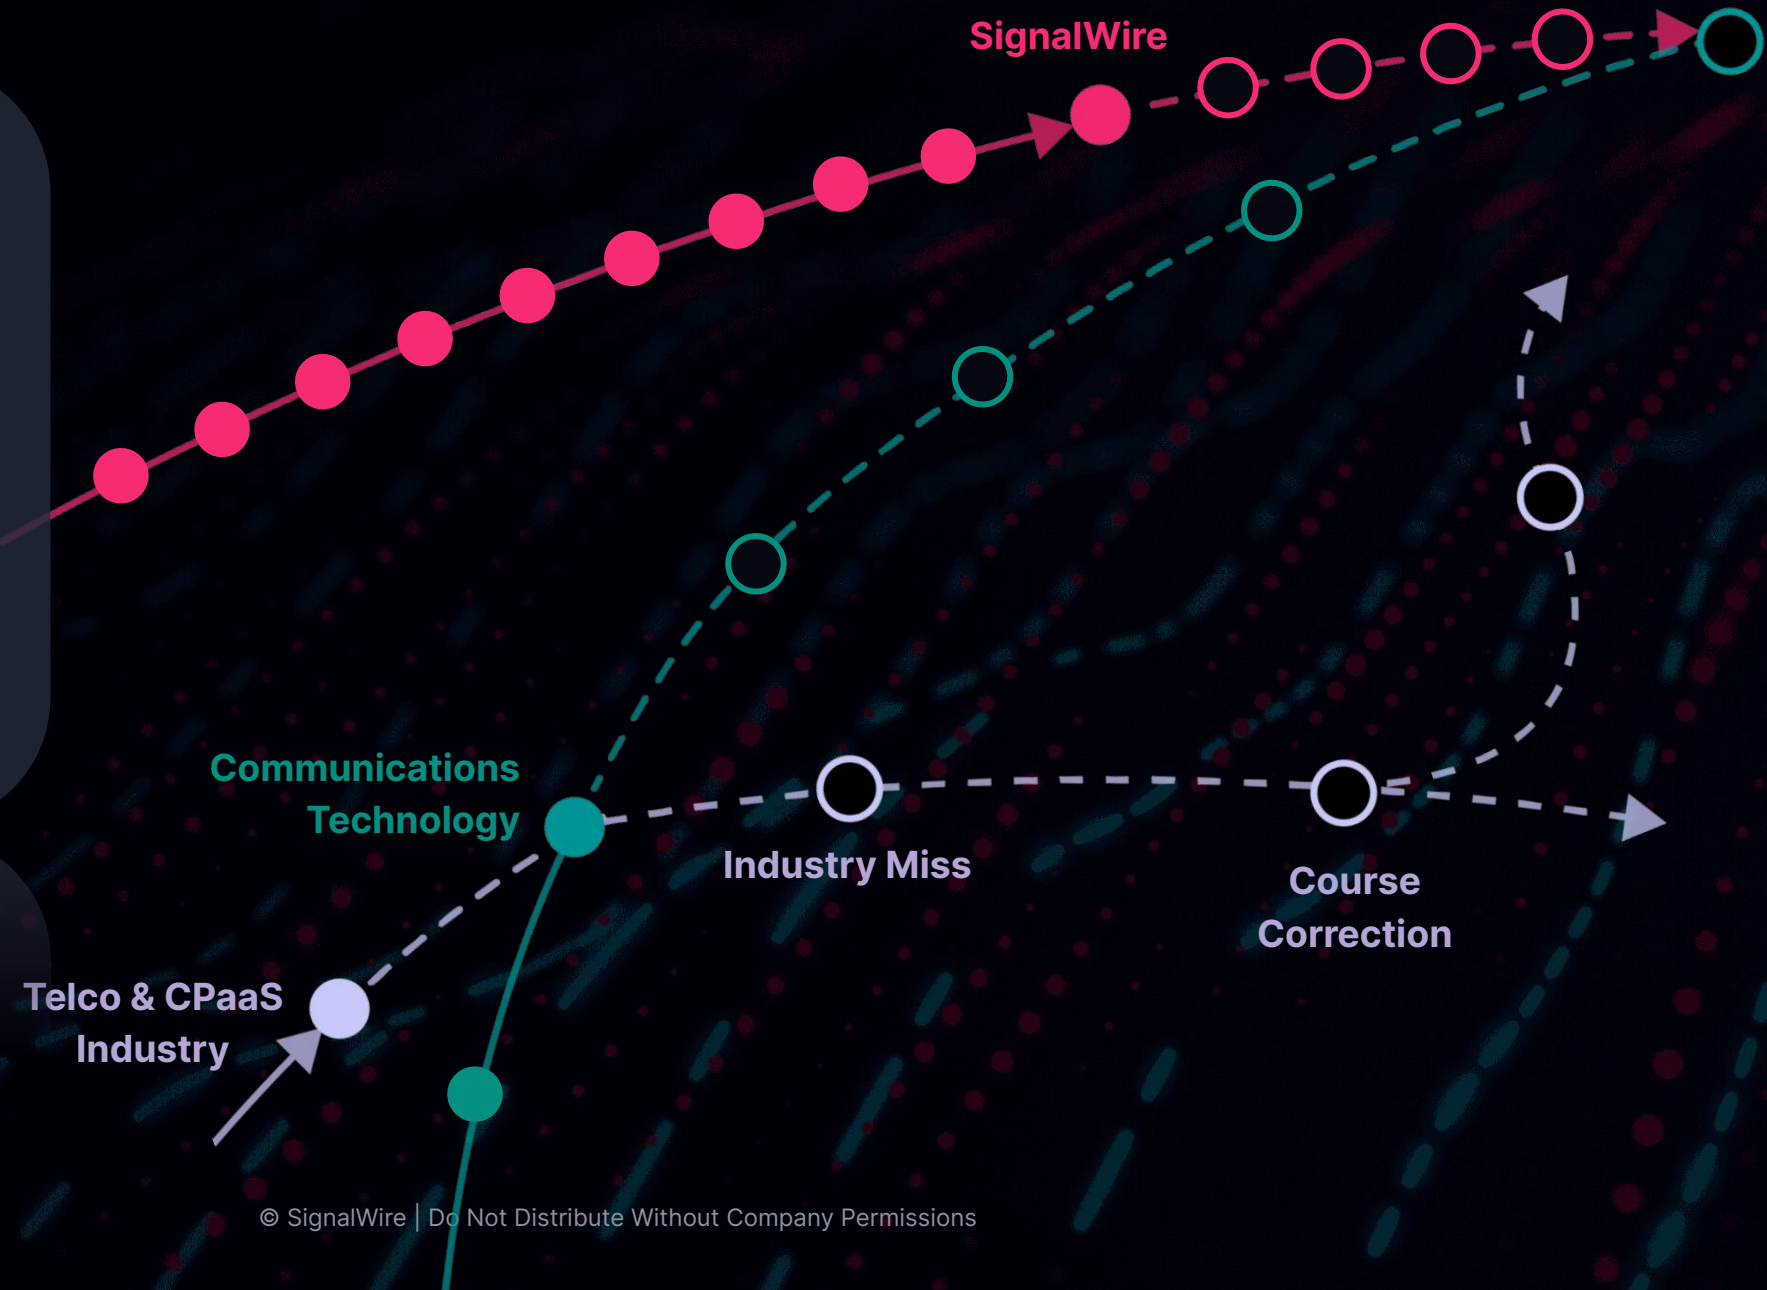 SignalWire
Communications
Technology
Industry Miss
Course
Correction
Telco & CPaaS
Industry
© SignalWire | Do Not Distribute Without Company Permissions